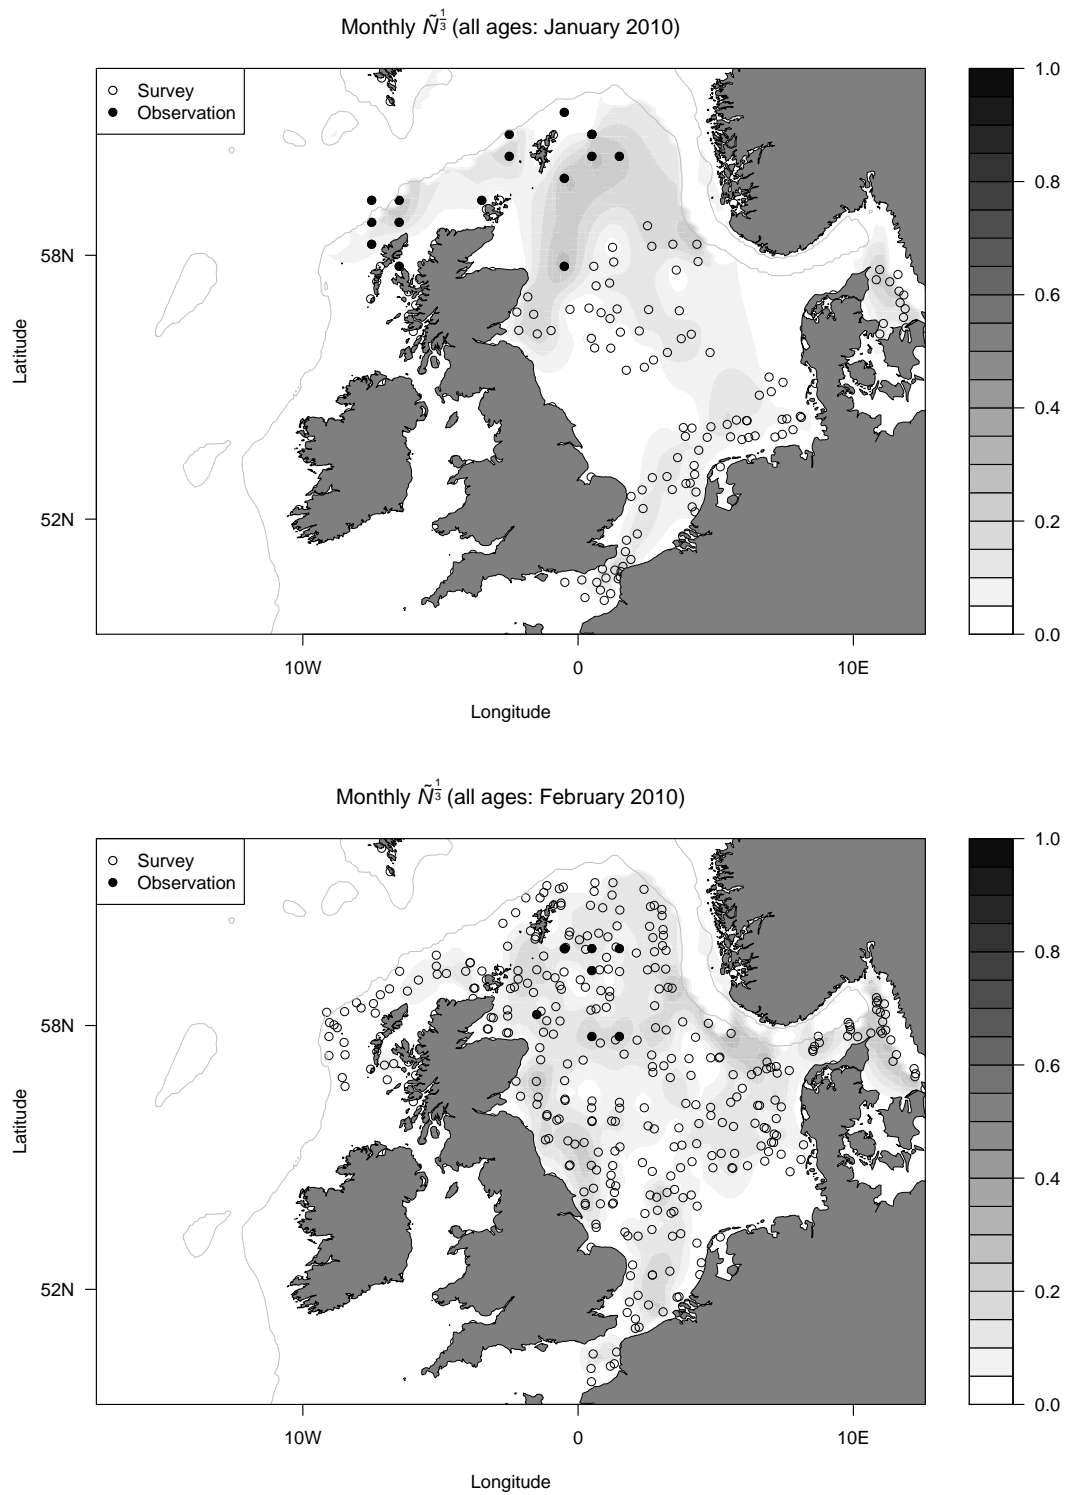 Monthly Ñ^1/3 (all ages: January 2010)
Survey
Observation
1.0
0.8
0.6
0.4
0.2
0.0
58N
52N
Latitude
10W 0 10E
Longitude
Monthly Ñ^1/3 (all ages: February 2010)
Survey
Observation
1.0
0.8
0.6
0.4
0.2
0.0
58N
52N
Latitude
10W 0 10E
Longitude